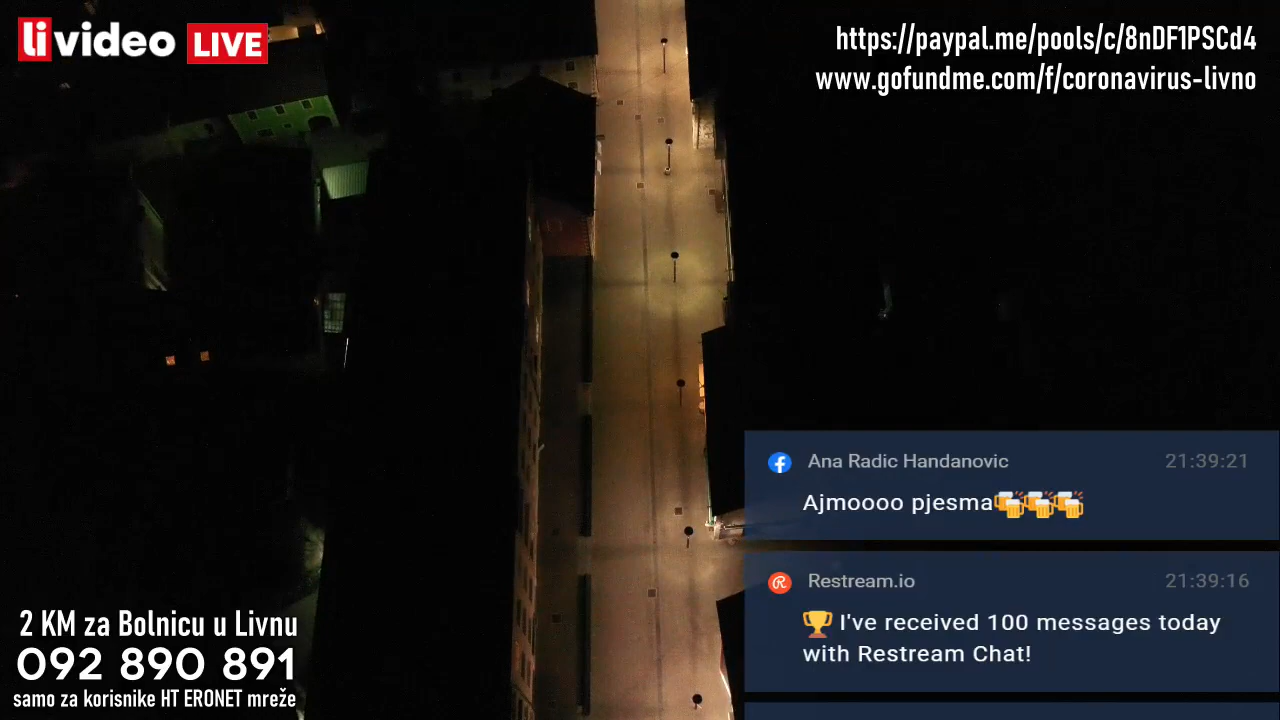 livideo LIVE
https://paypal.me/pools/c/8nDF1PSCd4
www.gofundme.com/f/coronavirus-livno
Ana Radic Handanovic 21:39:21
Ajmoooo pjesma🍻🍻🍻
Restream.io 21:39:16
🏆 I've received 100 messages today
with Restream Chat!
2 KM za Bolnicu u Livnu
092 890 891
samo za korisnike HT ERONET mreže